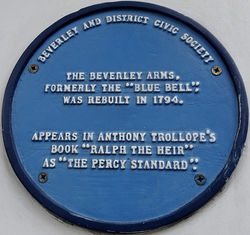 BEVERLEY AND DISTRICT CIVIC SOCIETY
THE BEVERLEY ARMS,
FORMERLY THE "BLUE BELL",
WAS REBUILT IN 1794.
APPEARS IN ANTHONY TROLLOPE'S
BOOK "RALPH THE HEIR"
AS "THE PERCY STANDARD".